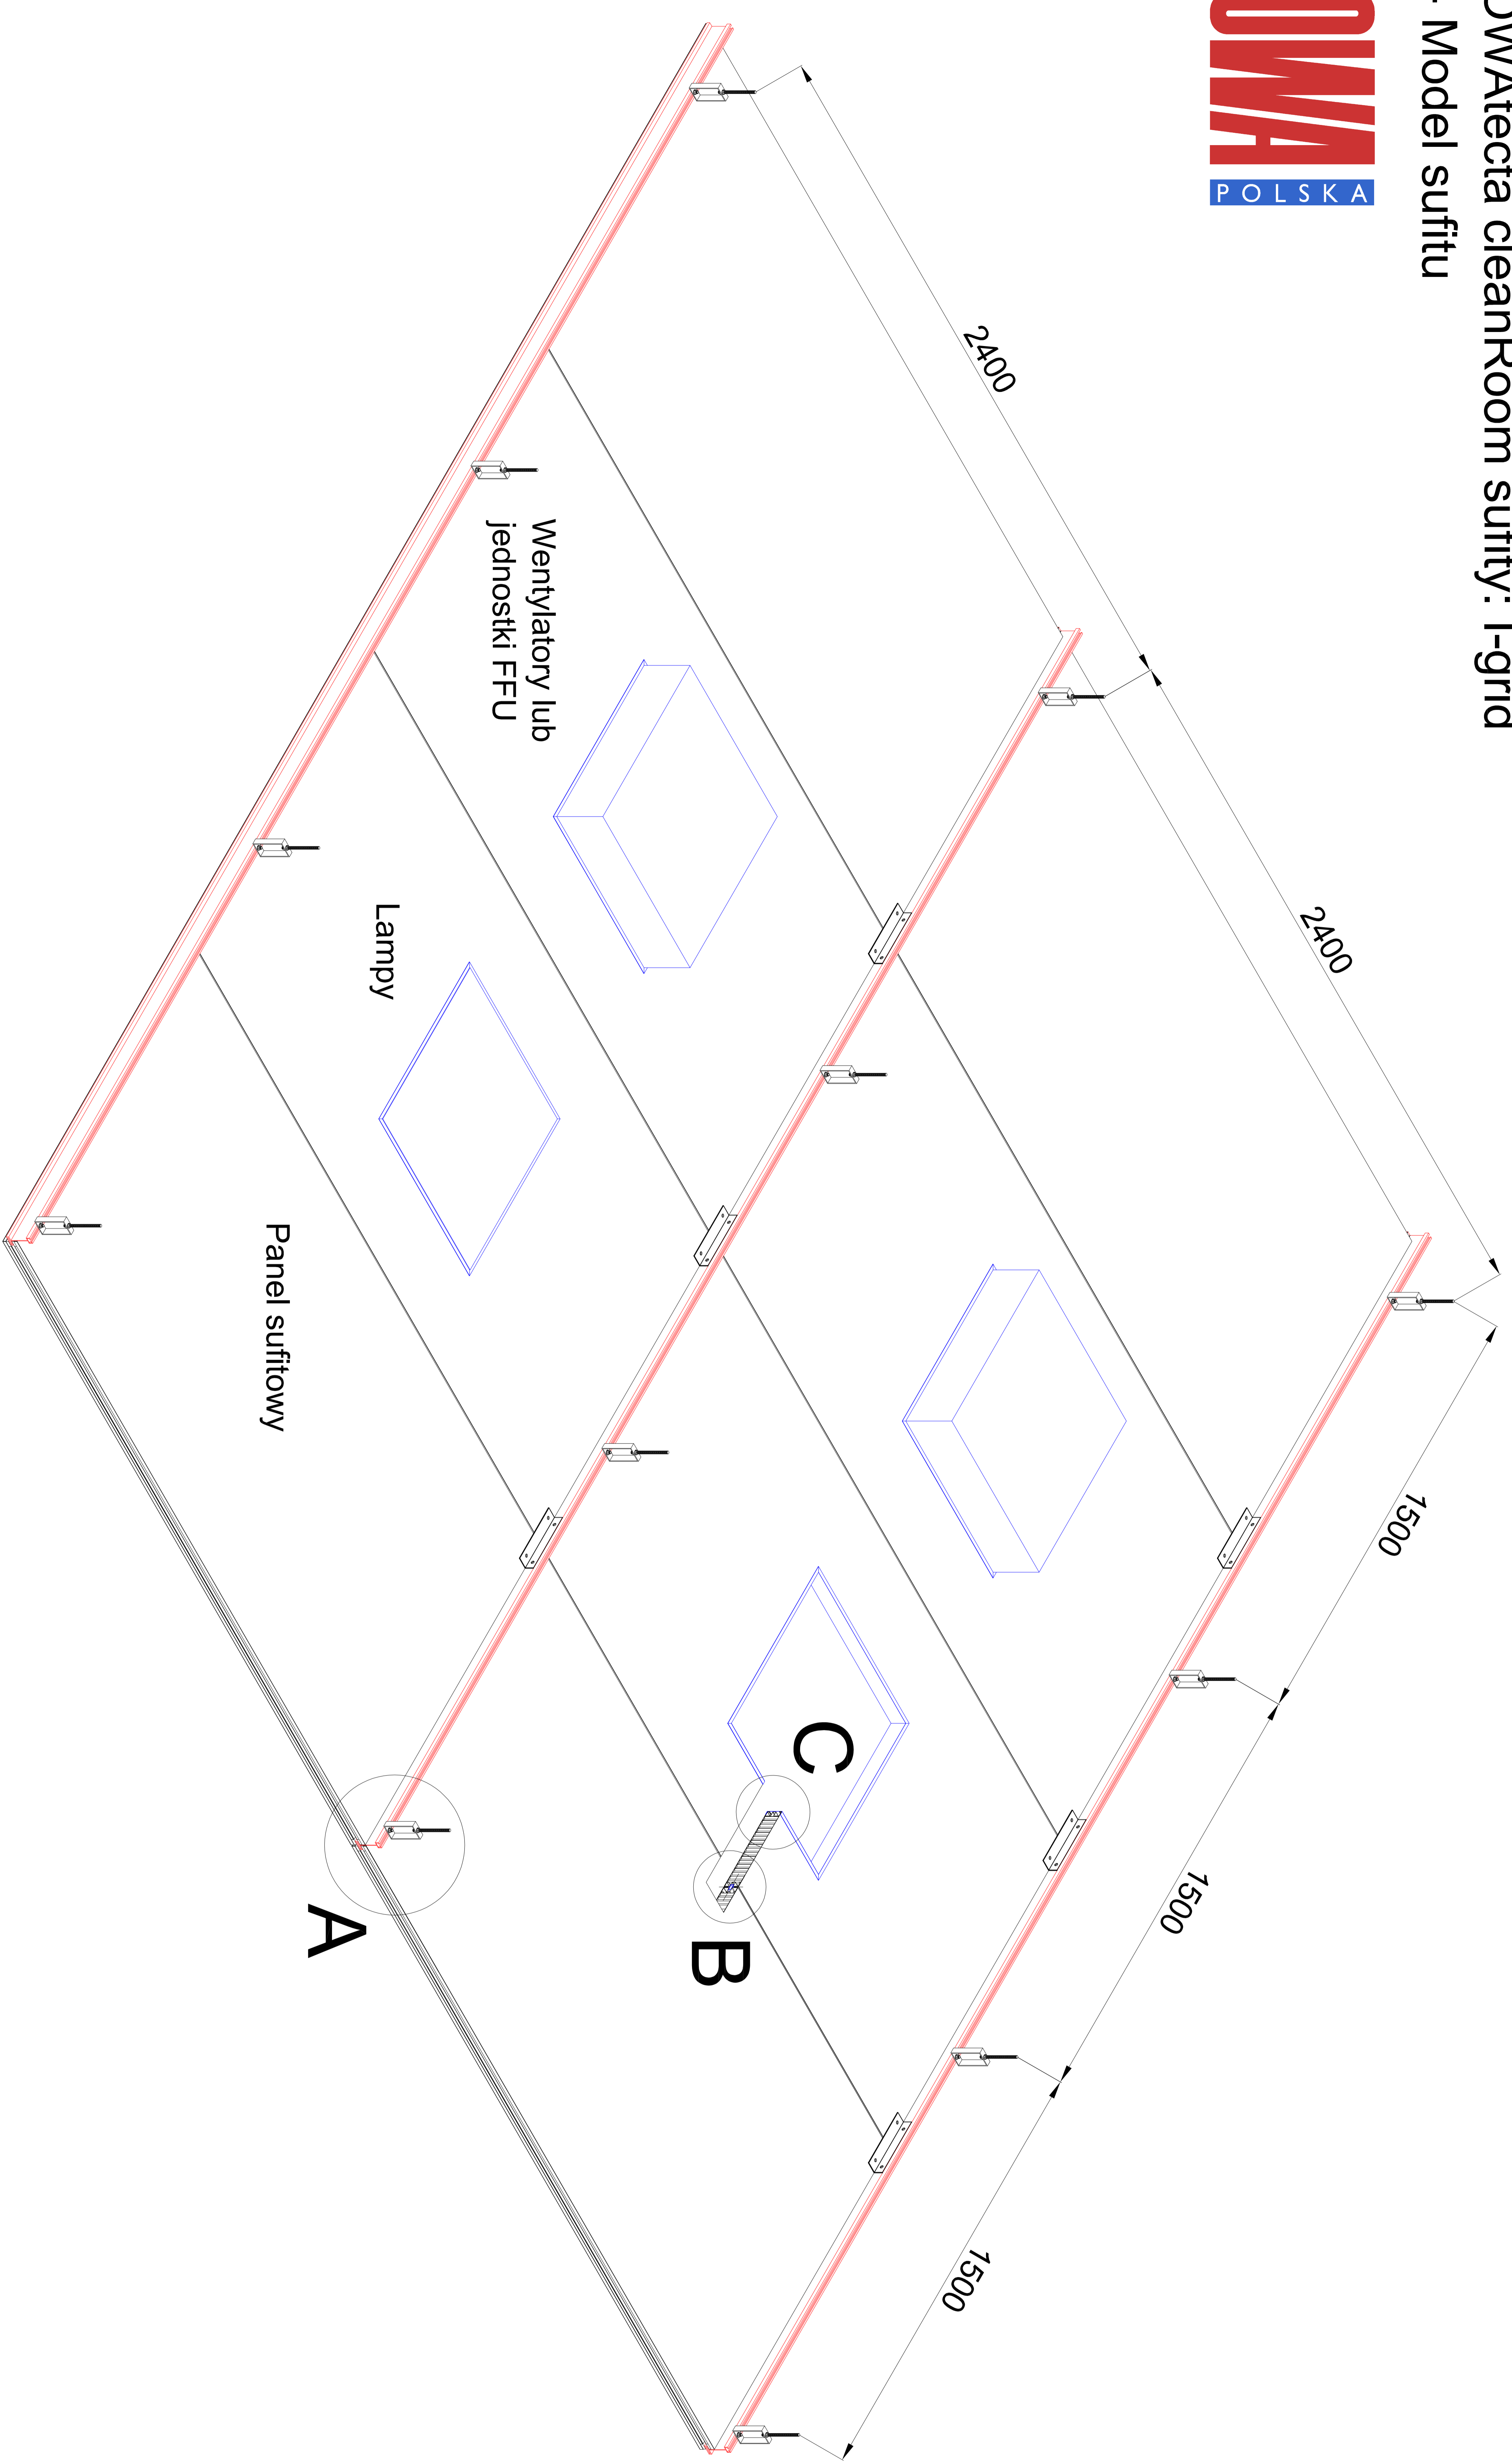 OWAtecta cleanRoom sufity: I-grid
- Model sufitu
OWA
POLSKA
2400
2400
1500
1500
1500
Wentylatory lub
jednostki FFU
Lampy
Panel sufitowy
C
B
A